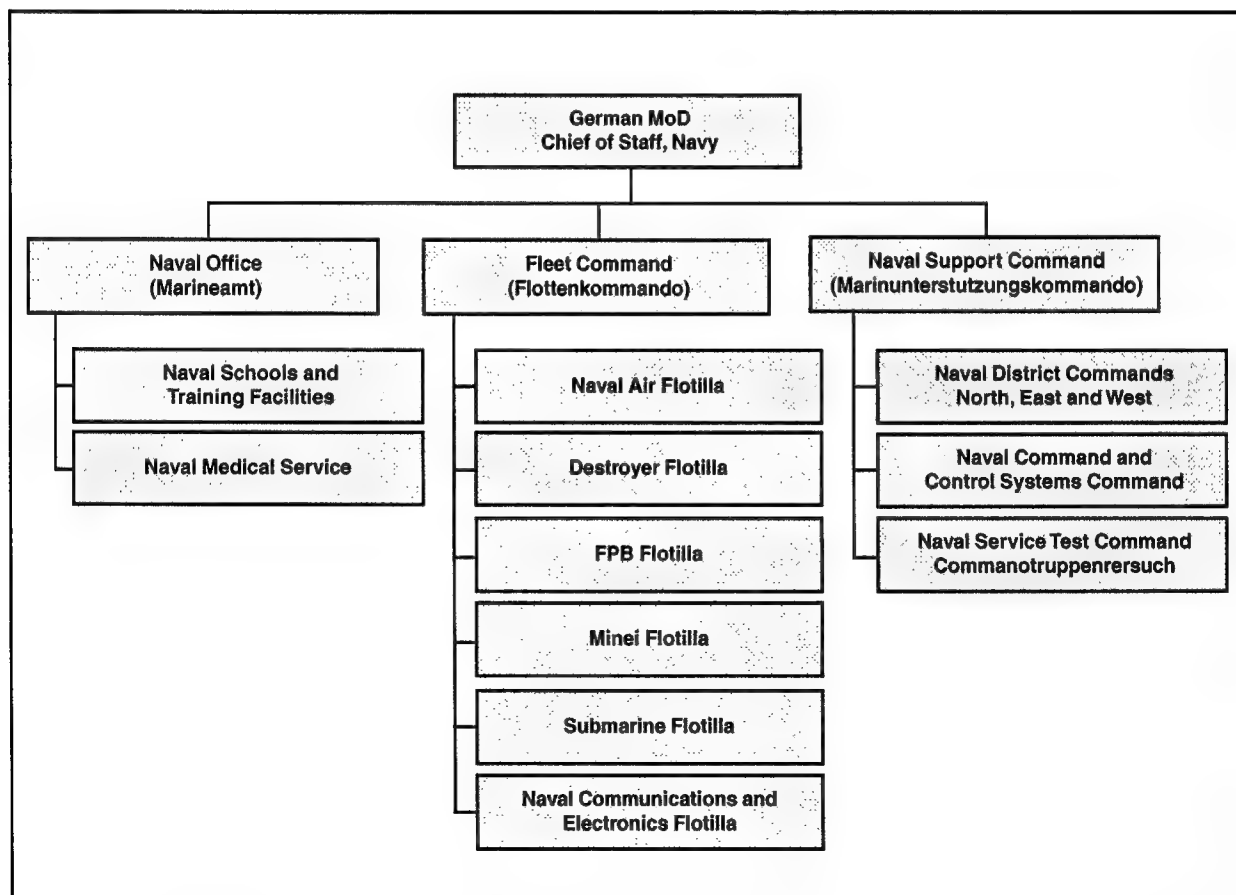 German MoD
Chief of Staff, Navy
Naval Office
(Marineamt)
Fleet Command
(Flottenkommando)
Naval Support Command
(Marinunterstutzungskommando)
Naval Schools and
Training Facilities
Naval Medical Service
Naval Air Flotilla
Destroyer Flotilla
FPB Flotilla
Minei Flotilla
Submarine Flotilla
Naval Communications and
Electronics Flotilla
Naval District Commands
North, East and West
Naval Command and
Control Systems Command
Naval Service Test Command
Commanotruppenrersuch